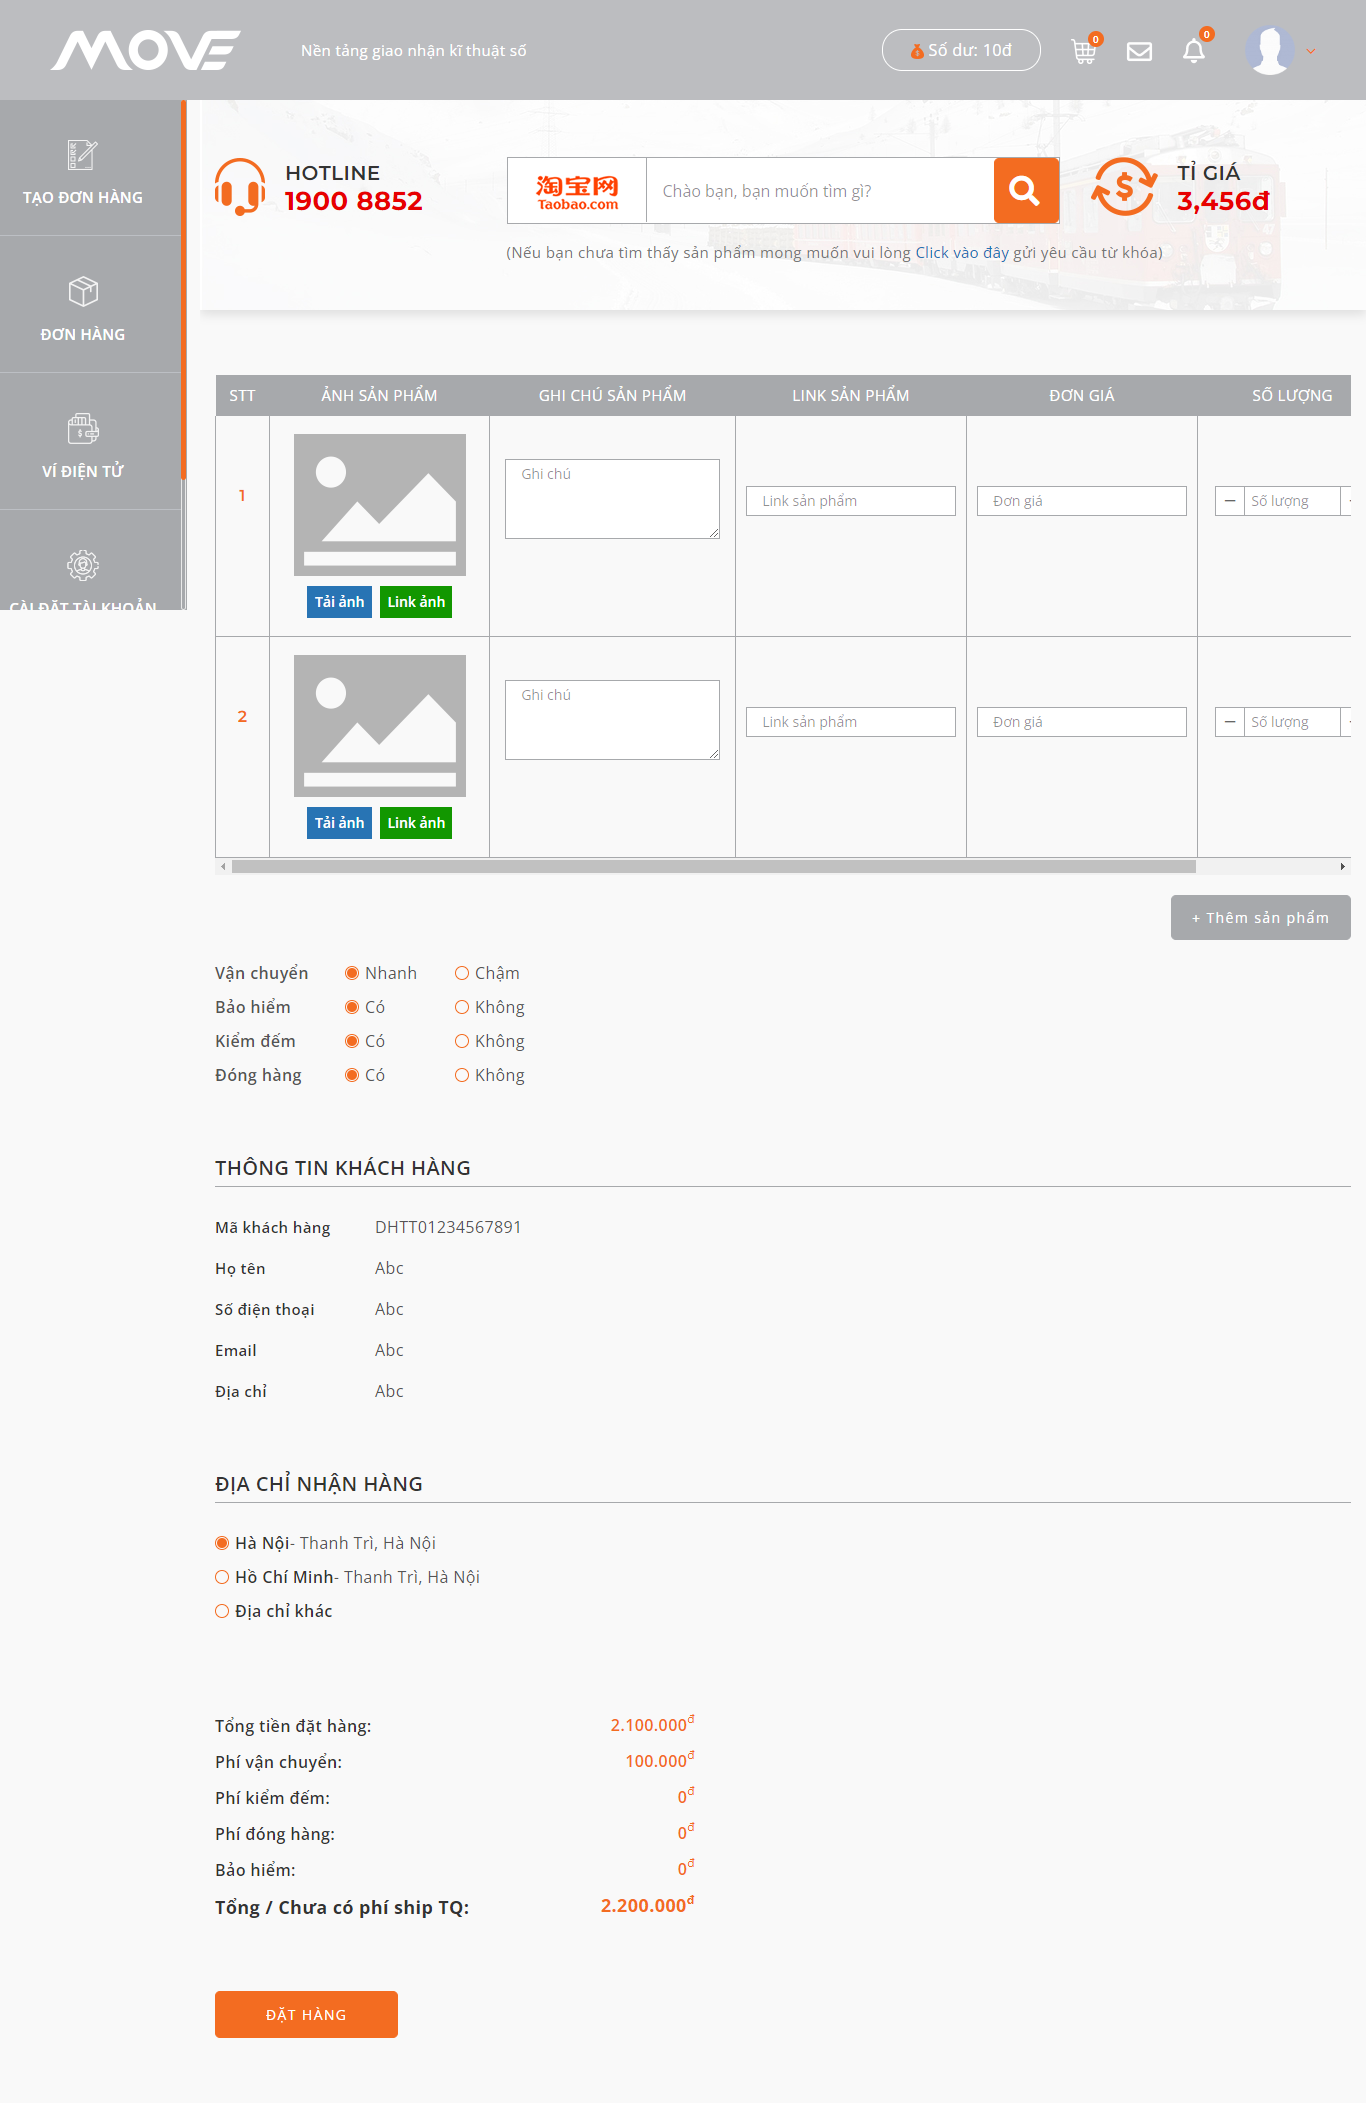 MOVE
Nền tảng giao nhận kĩ thuật số
Số dư: 10đ
0
0
TẠO ĐƠN HÀNG
ĐƠN HÀNG
VÍ ĐIỆN TỬ
CÀI ĐẶT TÀI KHOẢN
HOTLINE
1900 8852
淘宝网
Taobao.com
Chào bạn, bạn muốn tìm gì?
TỈ GIÁ
3,456đ
(Nếu bạn chưa tìm thấy sản phẩm mong muốn vui lòng Click vào đây gửi yêu cầu từ khóa)
STT ẢNH SẢN PHẨM GHI CHÚ SẢN PHẨM LINK SẢN PHẨM ĐƠN GIÁ SỐ LƯỢNG
1
Ghi chú
Link sản phẩm
Đơn giá
Số lượng
Tải ảnh Link ảnh
2
Ghi chú
Link sản phẩm
Đơn giá
Số lượng
Tải ảnh Link ảnh
+ Thêm sản phẩm
Vận chuyển Nhanh Chậm
Bảo hiểm Có Không
Kiểm đếm Có Không
Đóng hàng Có Không
THÔNG TIN KHÁCH HÀNG
Mã khách hàng DHTT01234567891
Họ tên Abc
Số điện thoại Abc
Email Abc
Địa chỉ Abc
ĐỊA CHỈ NHẬN HÀNG
Hà Nội- Thanh Trì, Hà Nội
Hồ Chí Minh- Thanh Trì, Hà Nội
Địa chỉ khác
Tổng tiền đặt hàng: 2.100.000đ
Phí vận chuyển: 100.000đ
Phí kiểm đếm: 0đ
Phí đóng hàng: 0đ
Bảo hiểm: 0đ
Tổng / Chưa có phí ship TQ: 2.200.000đ
ĐẶT HÀNG